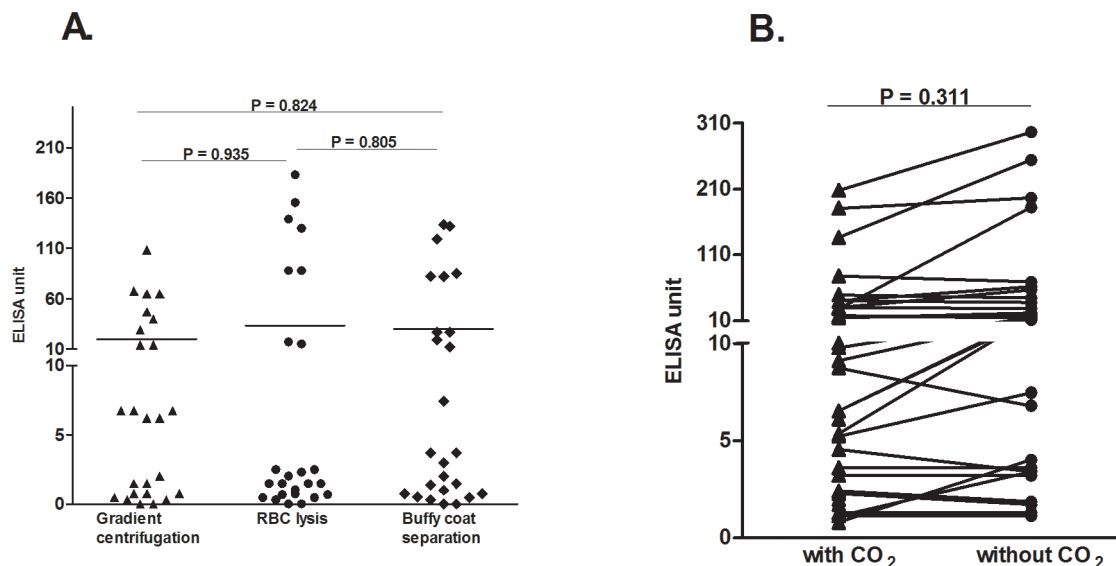 A.
P = 0.824
P = 0.935
P = 0.805
ELISA unit
210
160
110
60
10
10
5
0
Gradient centrifugation
RBC lysis
Buffy coat separation
B.
P = 0.311
ELISA unit
310
210
110
10
10
5
0
with CO2
without CO2